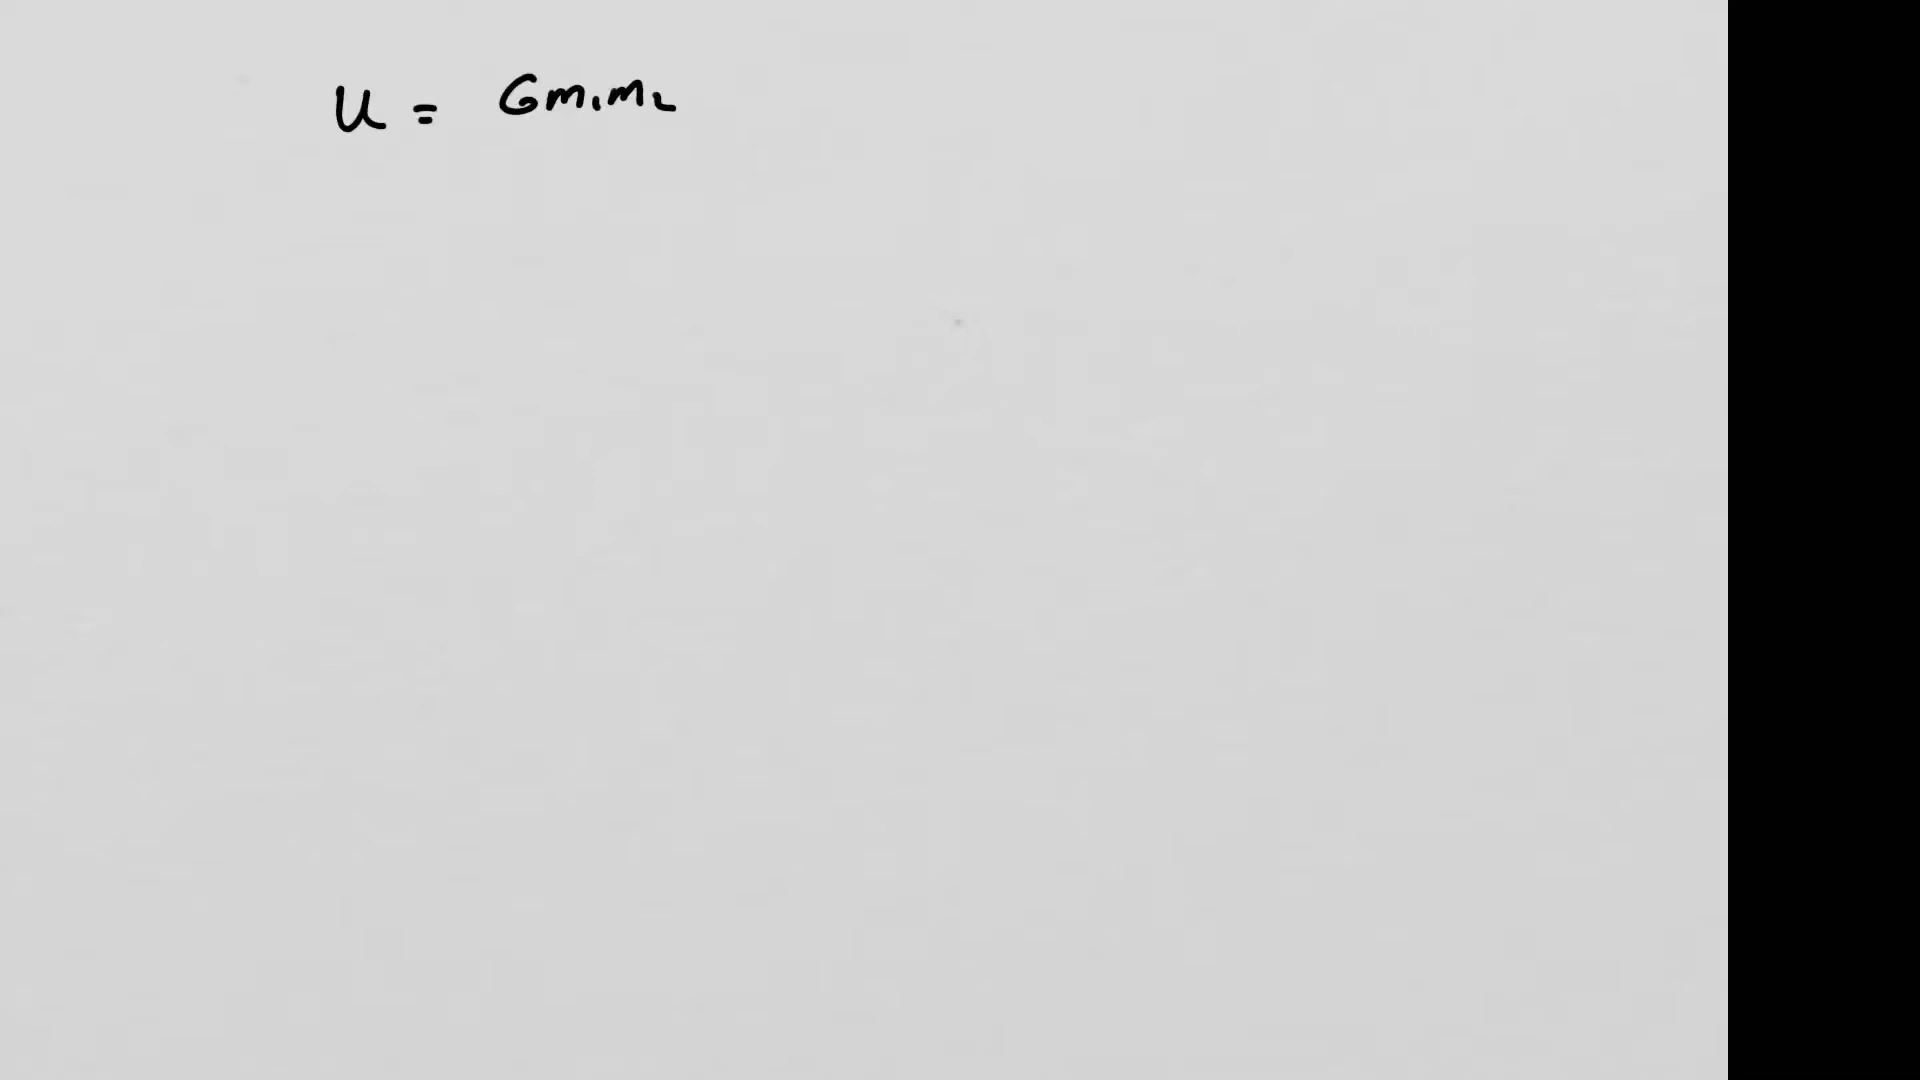 U = Gm₁m₂